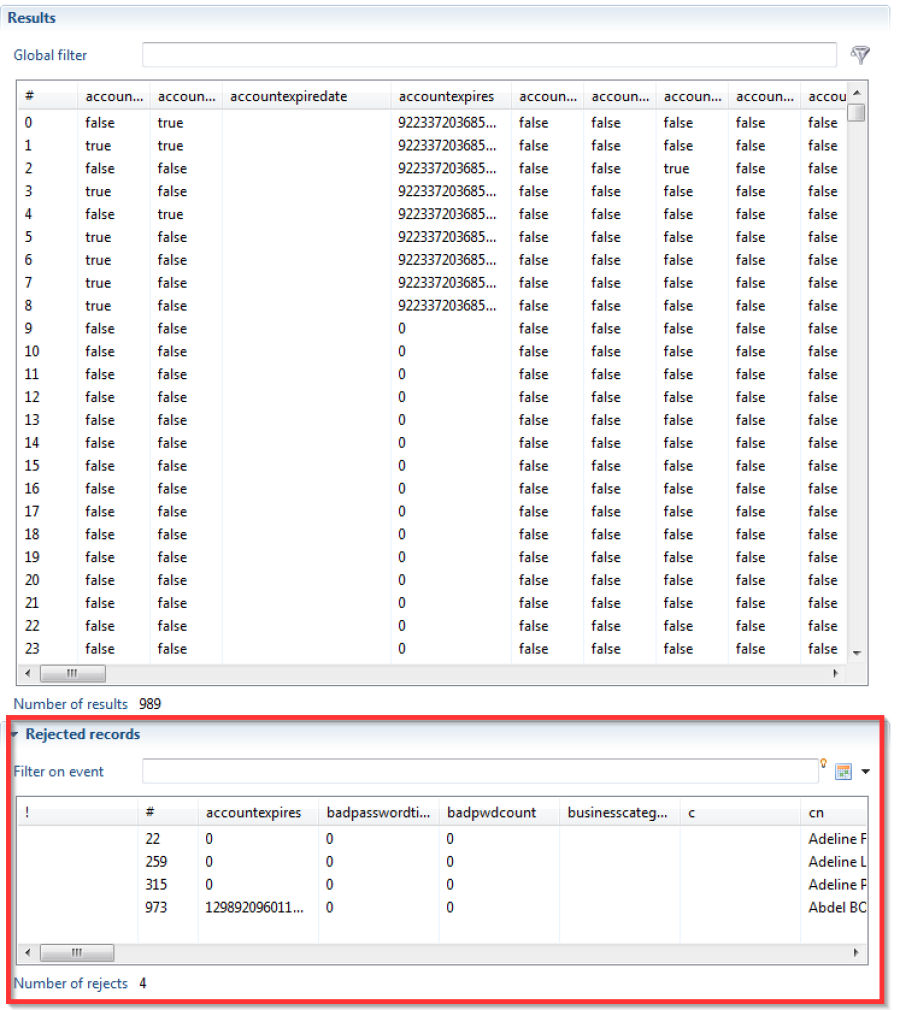 Results
Global filter
# accoun... accoun... accountexpiredate accountexpires accoun... accoun... accoun... accoun... accou
0 false true 922337203685... false false false false false
1 true true 922337203685... false false false false false
2 false false 922337203685... false false true false false
3 true false 922337203685... false false false false false
4 false true 922337203685... false false false false false
5 true false 922337203685... false false false false false
6 true false 922337203685... false false false false false
7 true false 922337203685... false false false false false
8 true false 922337203685... false false false false false
9 false false 0 false false false false false
10 false false 0 false false false false false
11 false false 0 false false false false false
12 false false 0 false false false false false
13 false false 0 false false false false false
14 false false 0 false false false false false
15 false false 0 false false false false false
16 false false 0 false false false false false
17 false false 0 false false false false false
18 false false 0 false false false false false
19 false false 0 false false false false false
20 false false 0 false false false false false
21 false false 0 false false false false false
22 false false 0 false false false false false
23 false false 0 false false false false false
Number of results 989
Rejected records
Filter on event
! # accountexpires badpasswordti... badpwdcount businesscateg... c cn
22 0 0 0 Adeline F
259 0 0 0 Adeline L
315 0 0 0 Adeline P
973 129892096011... 0 0 Abdel BC
Number of rejects 4